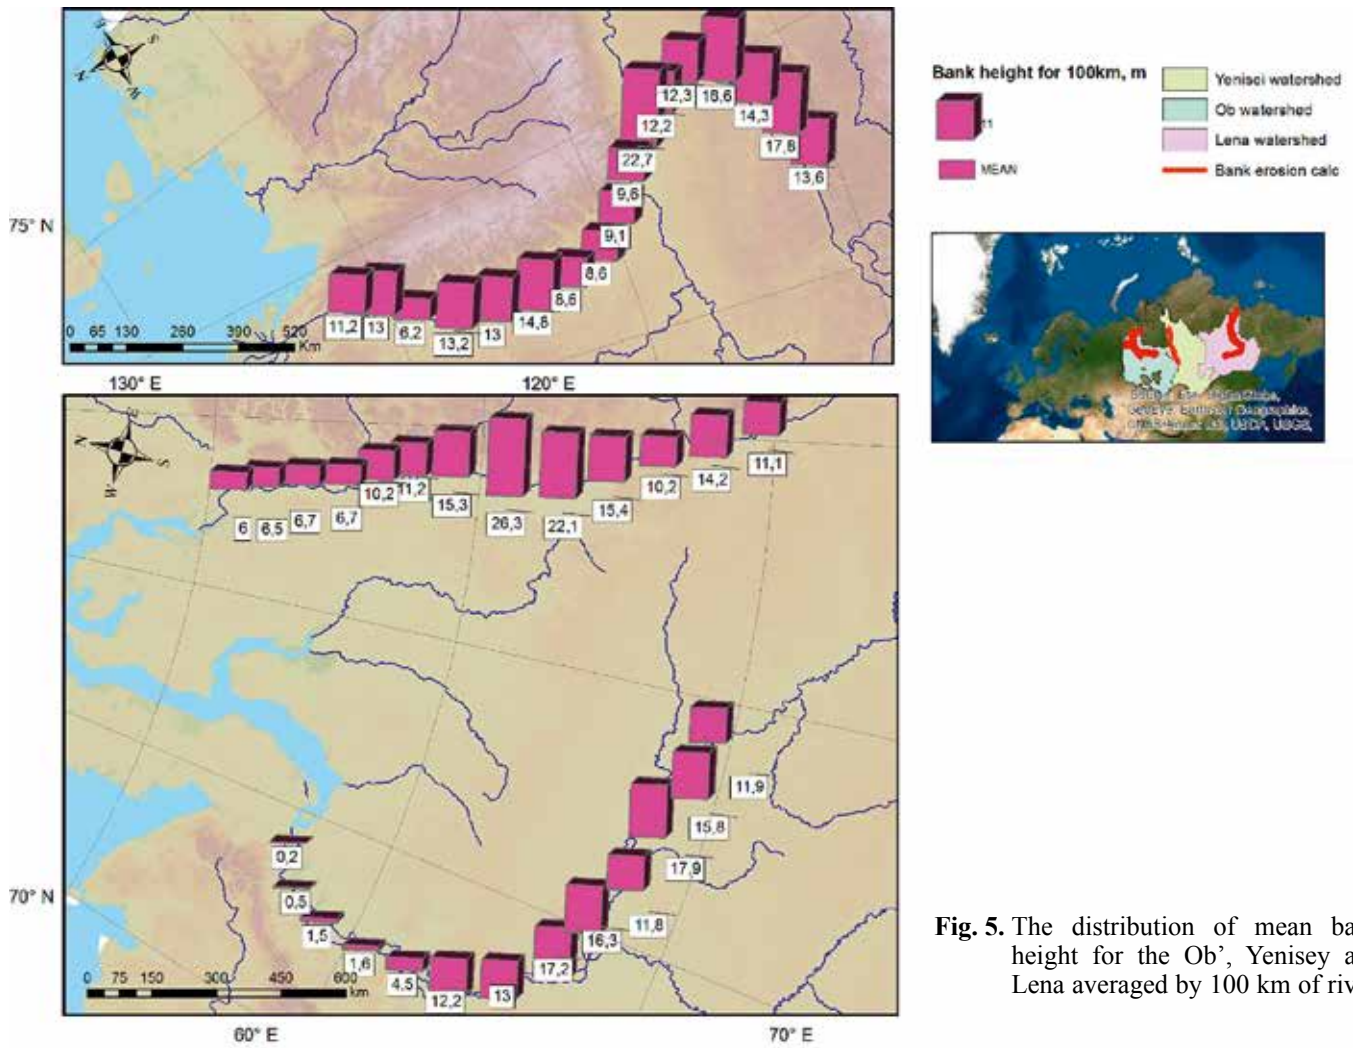 N
S
W
12,3
18,6
14,3
12,2
17,8
22,7
13,6
9,6
75° N
9,1
8,6
8,6
11,2
13
6,2
13,2
13
14,6
0 65 130 260 390 520
Km
130° E
120° E
N
S
W
11,1
14,2
10,2
15,4
22,1
26,3
15,3
11,2
10,2
6,7
6,7
6,5
6
11,9
15,8
17,9
11,8
16,3
17,2
13
12,2
4,5
1,6
1,5
0,5
0,2
70° N
0 75 150 300 450 600
km
60° E
70° E
Bank height for 100km, m
11
MEAN
Yenisei watershed
Ob watershed
Lena watershed
Bank erosion calc
Fig. 5. The distribution of mean ba
height for the Ob’, Yenisey a
Lena averaged by 100 km of riv